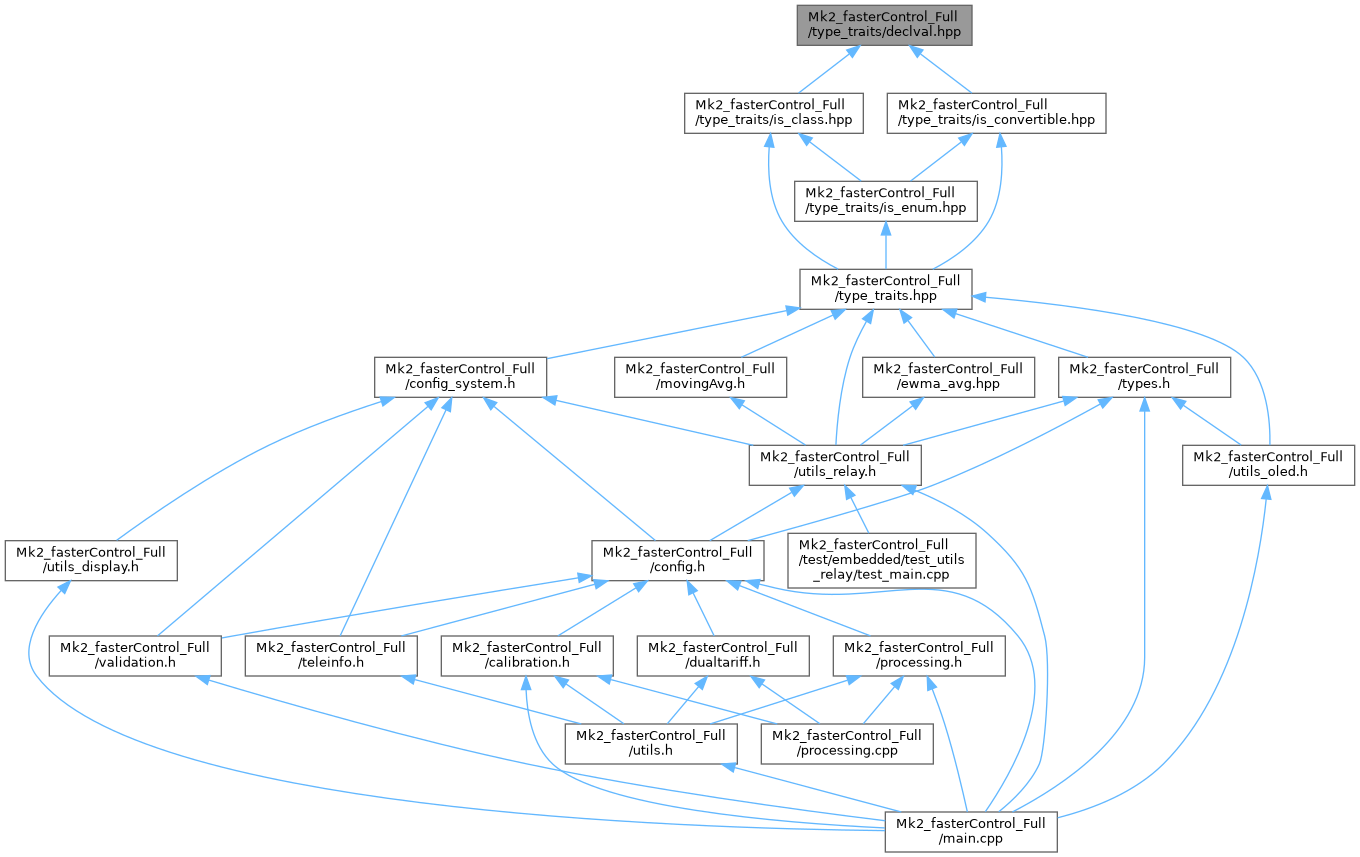 Mk2_fasterControl_Full
/type_traits/declval.hpp
Mk2_fasterControl_Full
/type_traits/is_class.hpp
Mk2_fasterControl_Full
/type_traits/is_convertible.hpp
Mk2_fasterControl_Full
/type_traits/is_enum.hpp
Mk2_fasterControl_Full
/type_traits.hpp
Mk2_fasterControl_Full
/config_system.h
Mk2_fasterControl_Full
/movingAvg.h
Mk2_fasterControl_Full
/ewma_avg.hpp
Mk2_fasterControl_Full
/types.h
Mk2_fasterControl_Full
/utils_relay.h
Mk2_fasterControl_Full
/utils_oled.h
Mk2_fasterControl_Full
/utils_display.h
Mk2_fasterControl_Full
/config.h
Mk2_fasterControl_Full
/test/embedded/test_utils
_relay/test_main.cpp
Mk2_fasterControl_Full
/validation.h
Mk2_fasterControl_Full
/teleinfo.h
Mk2_fasterControl_Full
/calibration.h
Mk2_fasterControl_Full
/dualtariff.h
Mk2_fasterControl_Full
/processing.h
Mk2_fasterControl_Full
/utils.h
Mk2_fasterControl_Full
/processing.cpp
Mk2_fasterControl_Full
/main.cpp